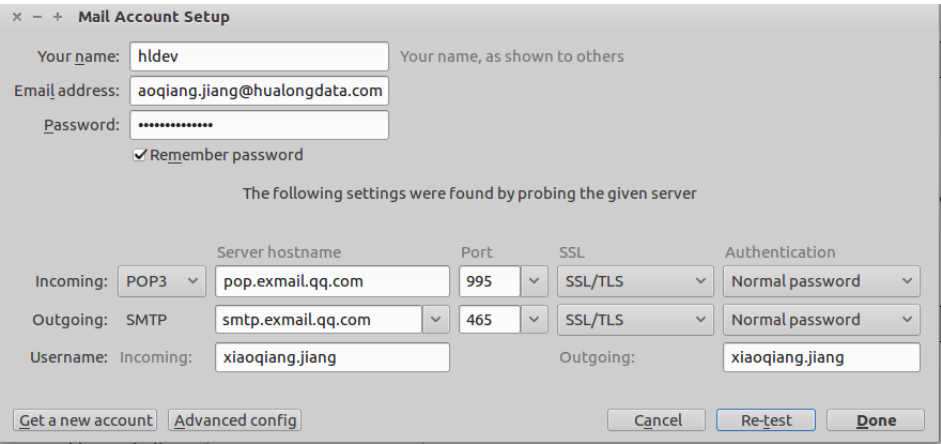 × – + Mail Account Setup
Your name: hldev Your name, as shown to others
Email address: aoqiang.jiang@hualongdata.com
Password: ••••••••••••••
Remember password
The following settings were found by probing the given server
Server hostname Port SSL Authentication
Incoming: POP3 pop.exmail.qq.com 995 SSL/TLS Normal password
Outgoing: SMTP smtp.exmail.qq.com 465 SSL/TLS Normal password
Username: Incoming: xiaoqiang.jiang Outgoing: xiaoqiang.jiang
Get a new account Advanced config Cancel Re-test Done